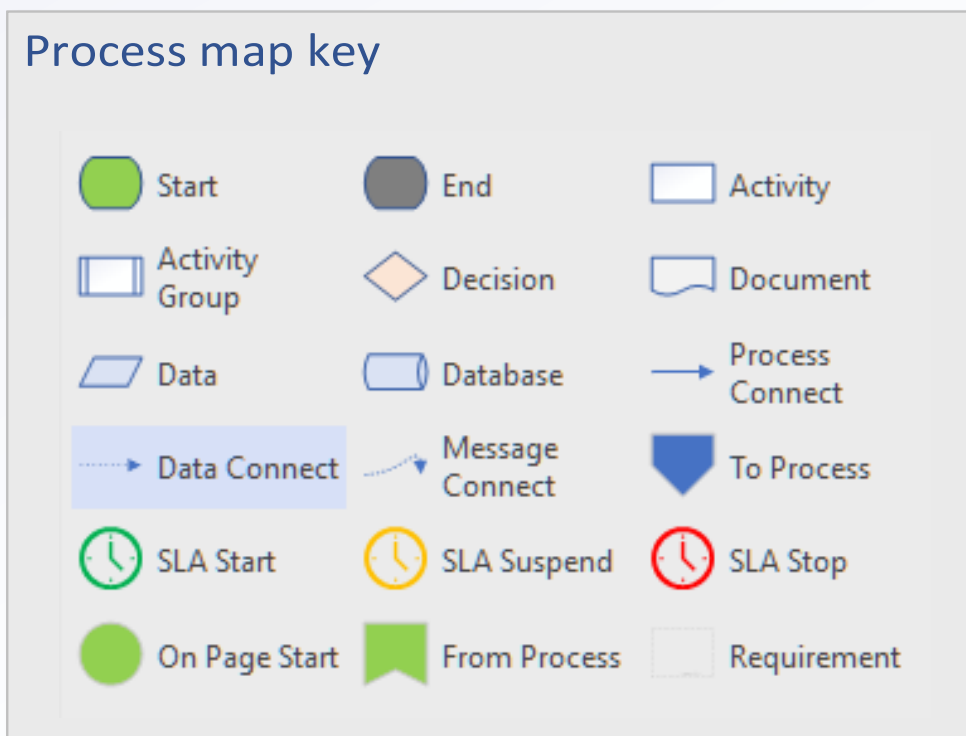 Process map key
Start
End
Activity
Activity
Group
Decision
Document
Data
Database
Process
Connect
Data Connect
Message
Connect
To Process
SLA Start
SLA Suspend
SLA Stop
On Page Start
From Process
Requirement